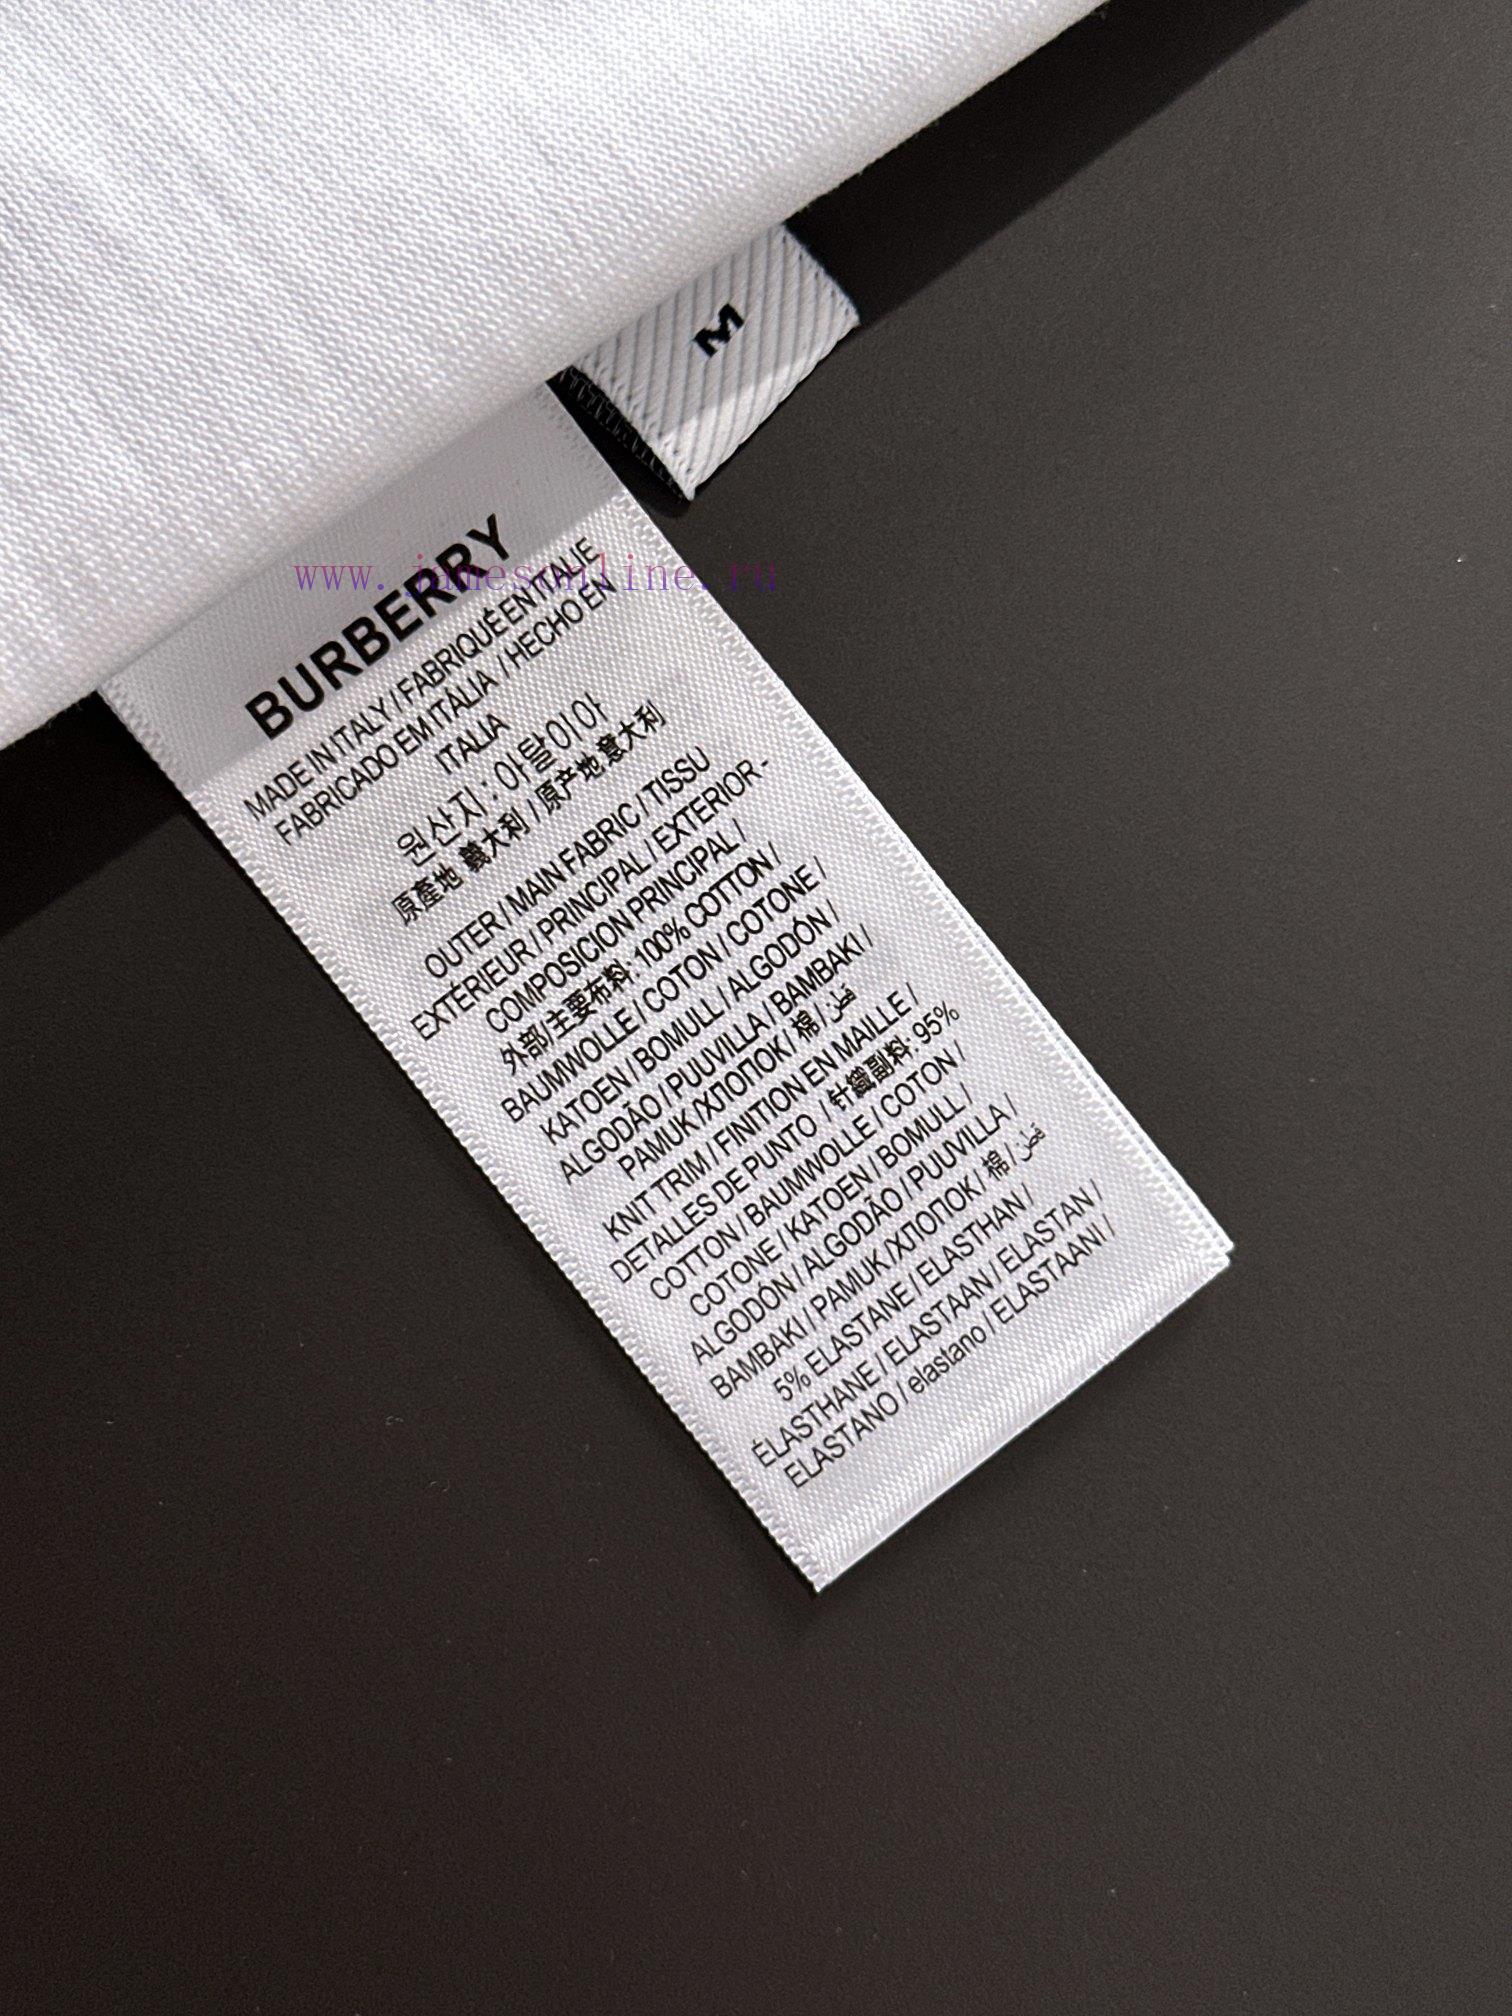 M
www.jamesonline.ru
BURBERRY
MADE IN ITALY / FABRIQUÉ EN ITALIE
FABRICADO EM ITÁLIA / HECHO EN
ITALIA
원산지 : 이탈이아
原產地 義大利 / 原产地 意大利
OUTER / MAIN FABRIC / TISSU
EXTÉRIEUR / PRINCIPAL / EXTERIOR -
COMPOSICION PRINCIPAL /
外部/主要布料: 100% COTTON /
BAUMWOLLE / COTON / COTONE /
KATOEN / BOMULL / ALGODÓN /
ALGODÃO / PUUVILLA / BAMBAKI /
PAMUK /ХЛОПОК / 棉 / قطن
KNIT TRIM / FINITION EN MAILLE /
DETALLES DE PUNTO / 针織副料: 95%
COTTON / BAUMWOLLE / COTON /
COTONE / KATOEN / BOMULL /
ALGODÓN / ALGODÃO / PUUVILLA /
BAMBAKI / PAMUK /ХЛОПОК / 棉 / قطن
5% ELASTANE / ELASTHAN /
ÉLASTHANE / ELASTAAN / ELASTAN /
ELASTANO / elastano / ELASTAANI /